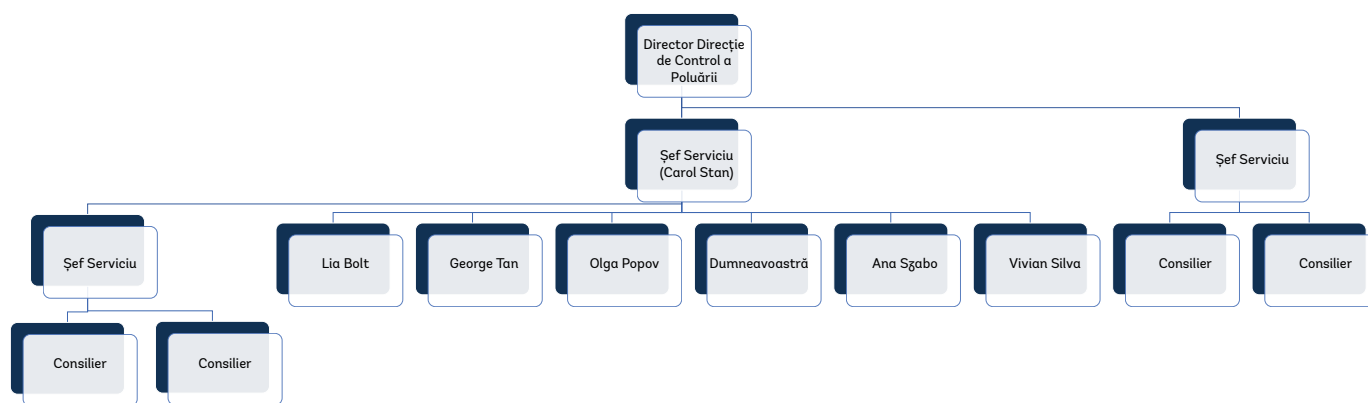 Director Direcție
de Control a
Poluării
Șef Serviciu
(Carol Stan)
Șef Serviciu
Șef Serviciu
Lia Bolt
George Tan
Olga Popov
Dumneavoastră
Ana Szabo
Vivian Silva
Consilier
Consilier
Consilier
Consilier